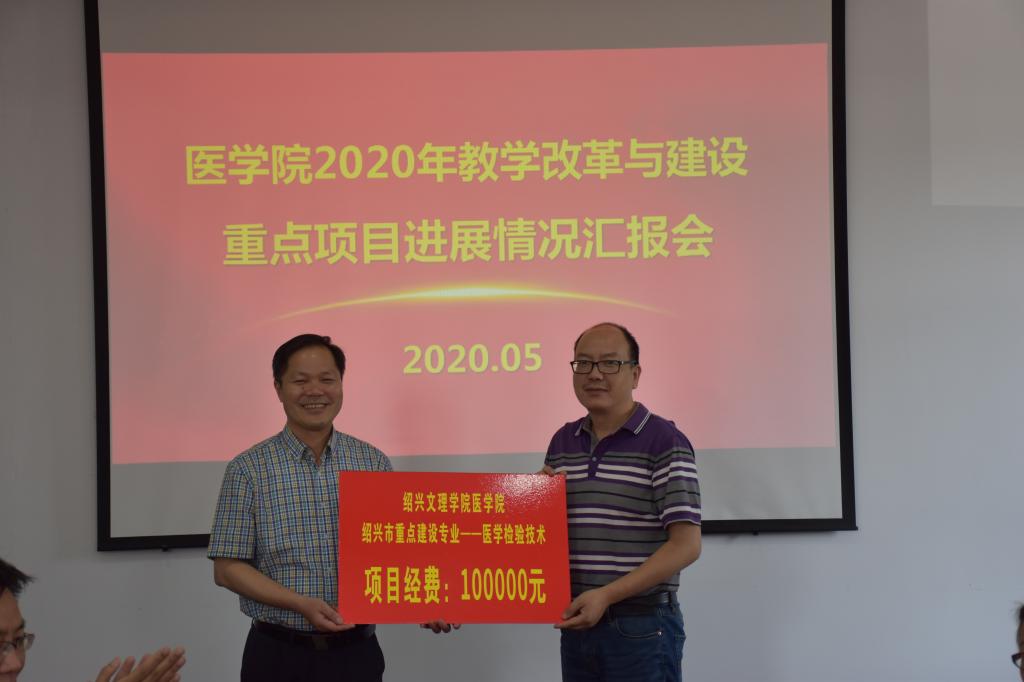 医学院2020年教学改革与建设
重点项目进展情况汇报会
2020.05
绍兴文理学院医学院
绍兴市重点建设专业——医学检验技术
项目经费：100000元